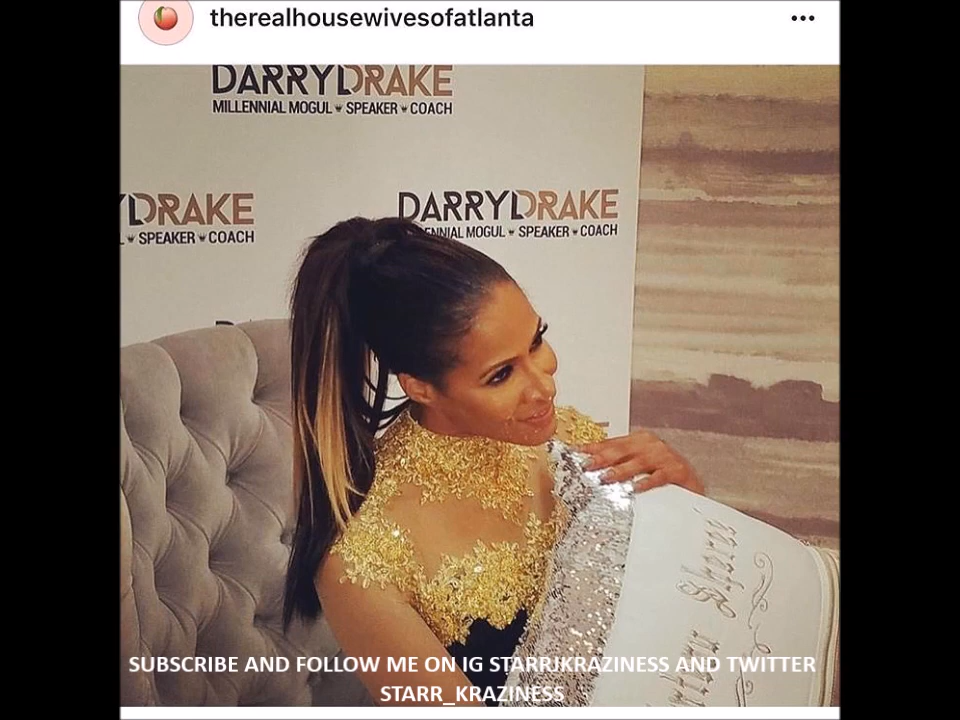 therealhousewivesofatlanta
DARRYLDRAKE
MILLENNIAL MOGUL SPEAKER COACH
DRAKE
SPEAKER COACH
DARRYLDRAKE
MOGUL SPEAKER COACH
Shereé
SUBSCRIBE AND FOLLOW ME ON IG STARRJKRAZINESS AND TWITTER
STARR_KRAZINESS